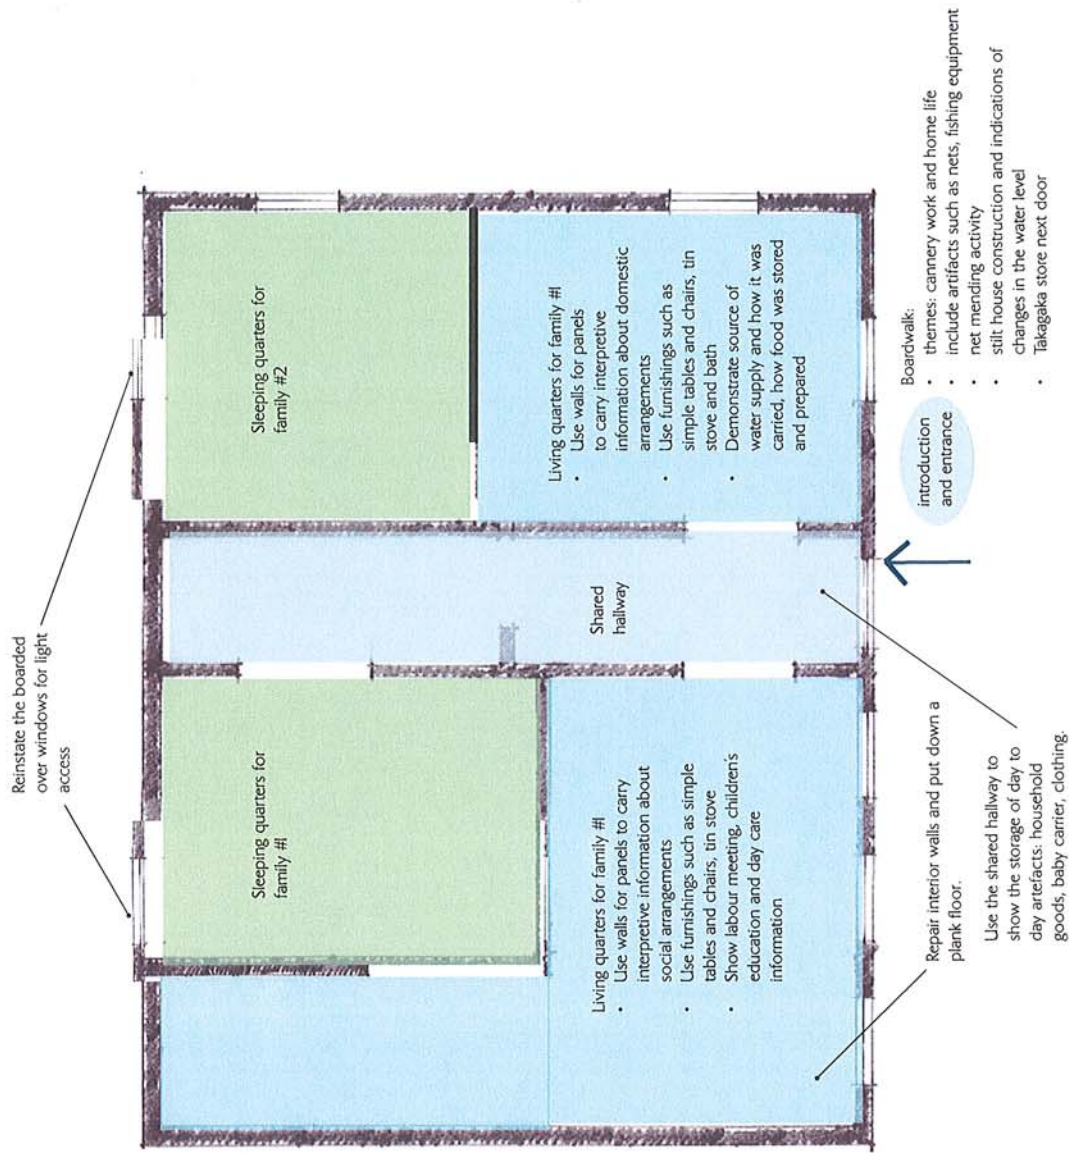 Reinstate the boarded
over windows for light
access
Sleeping quarters for
family #1
Sleeping quarters for
family #2
Shared
hallway
Living quarters for family #1
• Use walls for panels to carry
interpretive information about
social arrangements
• Use furnishings such as simple
tables and chairs, tin stove
• Show labour meeting, children's
education and day care
information
Living quarters for family #1
• Use walls for panels
to carry interpretive
information about domestic
arrangements
• Use furnishings such as
simple tables and chairs, tin
stove and bath
• Demonstrate source of
water supply and how it was
carried, how food was stored
and prepared
Repair interior walls and put down a
plank floor.
Use the shared hallway to
show the storage of day to
day artefacts: household
goods, baby carrier, clothing.
introduction
and entrance
Boardwalk:
• themes: cannery work and home life
• include artifacts such as nets, fishing equipment
• net mending activity
• stilt house construction and indications of
changes in the water level
• Takagaka store next door